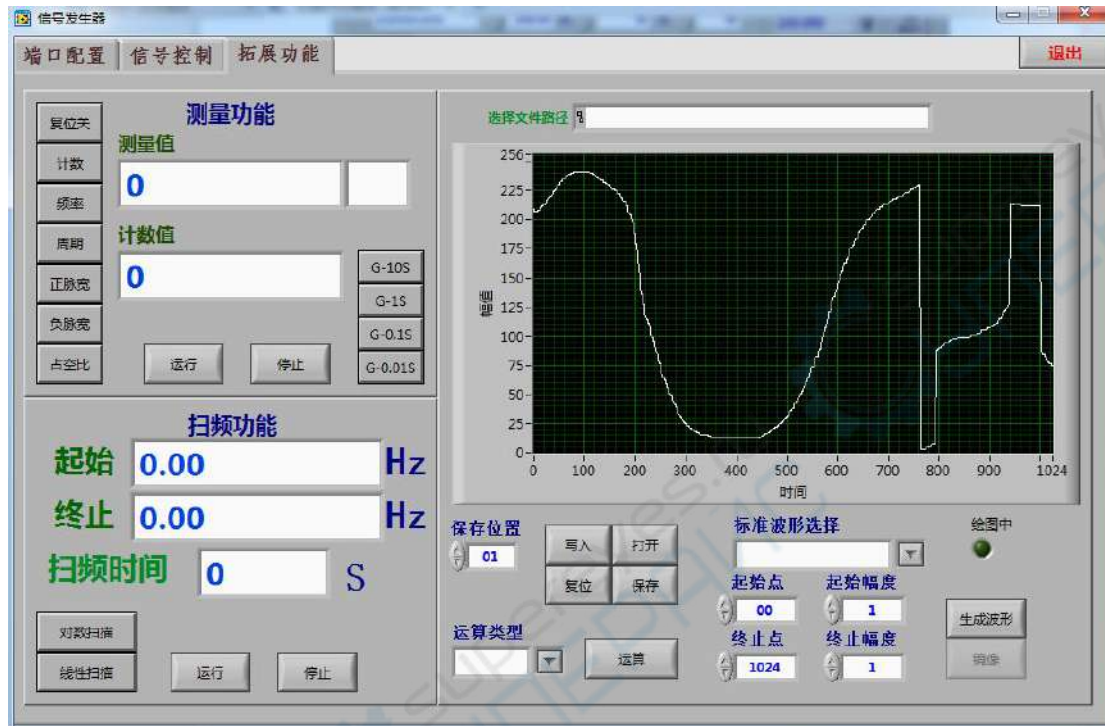 信号发生器
端口配置 信号控制 拓展功能 退出
测量功能
复位关
计数
频率
周期
正脉宽
负脉宽
占空比
测量值
0
计数值
0
G-10S
G-1S
G-0.1S
G-0.01S
运行 停止
扫频功能
起始 0.00 Hz
终止 0.00 Hz
扫频时间 0 S
对数扫描
线性扫描
运行 停止
选择文件路径
幅值
256
225
200
175
150
125
100
75
50
25
0
0 100 200 300 400 500 600 700 800 900 1024
时间
保存位置
01
写入 打开
复位 保存
运算类型
运算
标准波形选择
绘图中
起始点 起始幅度
00 1
终止点 终止幅度
1024 1
生成波形
镜像